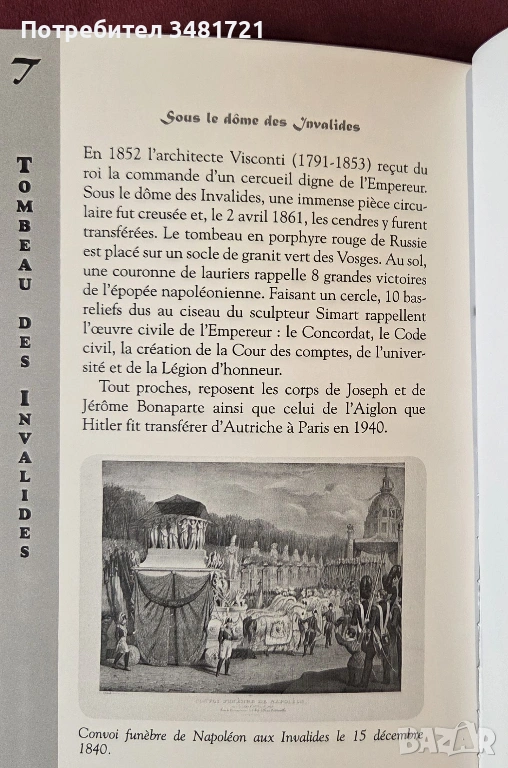 Потребител 3481721
7
TOMBEAU DES INVALIDES
Sous le dôme des Invalides
En 1852 l'architecte Visconti (1791-1853) reçut du
roi la commande d'un cercueil digne de l'Empereur.
Sous le dôme des Invalides, une immense pièce circu-
laire fut creusée et, le 2 avril 1861, les cendres y furent
transférées. Le tombeau en porphyre rouge de Russie
est placé sur un socle de granit vert des Vosges. Au sol,
une couronne de lauriers rappelle 8 grandes victoires
de l'épopée napoléonienne. Faisant un cercle, 10 bas-
reliefs dus au ciseau du sculpteur Simart rappellent
l'œuvre civile de l'Empereur : le Concordat, le Code
civil, la création de la Cour des comptes, de l'univer-
sité et de la Légion d'honneur.
Tout proches, reposent les corps de Joseph et de
Jérôme Bonaparte ainsi que celui de l'Aiglon que
Hitler fit transférer d'Autriche à Paris en 1940.
CONVOI FUNÈBRE DE NAPOLÉON
Convoi funèbre de Napoléon aux Invalides le 15 décembre
1840.
BAZAR
bg